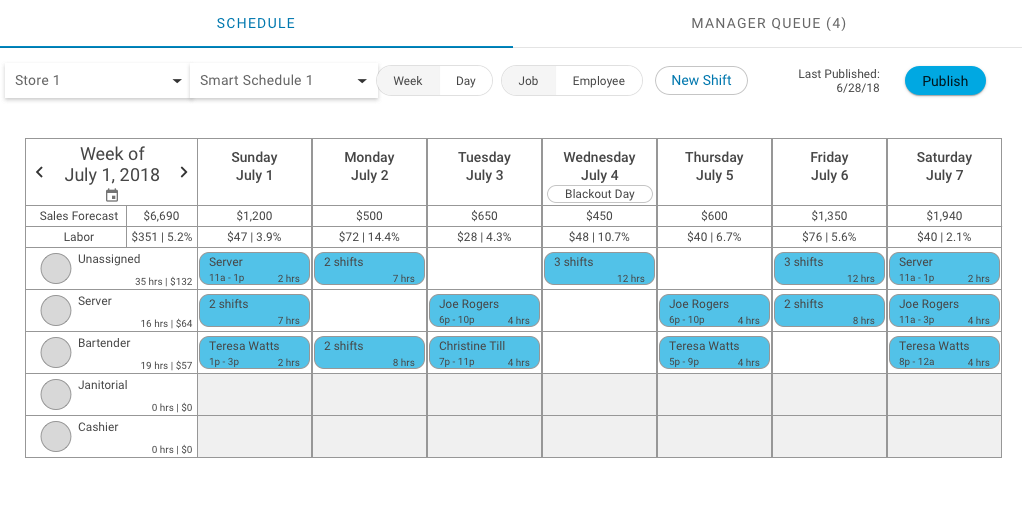 SCHEDULE
MANAGER QUEUE (4)
Store 1
Smart Schedule 1
Week
Day
Job
Employee
New Shift
Last Published:
6/28/18
Publish
Week of
July 1, 2018
Sunday
July 1
Monday
July 2
Tuesday
July 3
Wednesday
July 4
Blackout Day
Thursday
July 5
Friday
July 6
Saturday
July 7
Sales Forecast $6,690 $1,200 $500 $650 $450 $600 $1,350 $1,940
Labor $351 | 5.2% $47 | 3.9% $72 | 14.4% $28 | 4.3% $48 | 10.7% $40 | 6.7% $76 | 5.6% $40 | 2.1%
Unassigned
35 hrs | $132
Server
11a - 1p 2 hrs
2 shifts
7 hrs
3 shifts
12 hrs
3 shifts
12 hrs
Server
11a - 1p 2 hrs
Server
16 hrs | $64
2 shifts
7 hrs
Joe Rogers
6p - 10p 4 hrs
Joe Rogers
6p - 10p 4 hrs
2 shifts
8 hrs
Joe Rogers
11a - 3p 4 hrs
Bartender
19 hrs | $57
Teresa Watts
1p - 3p 2 hrs
2 shifts
8 hrs
Christine Till
7p - 11p 4 hrs
Teresa Watts
5p - 9p 4 hrs
Teresa Watts
8p - 12a 4 hrs
Janitorial
0 hrs | $0
Cashier
0 hrs | $0